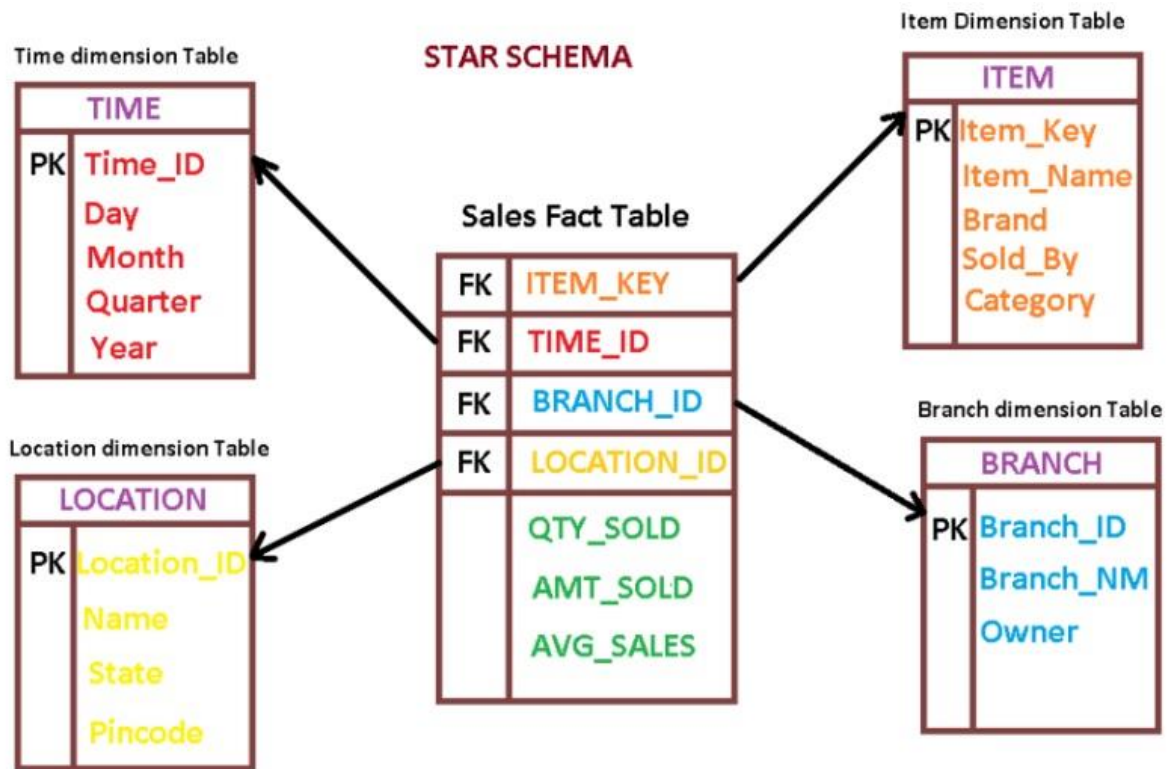 STAR SCHEMA
Time dimension Table
TIME
PK Time_ID
Day
Month
Quarter
Year
Item Dimension Table
ITEM
PK Item_Key
Item_Name
Brand
Sold_By
Category
Sales Fact Table
FK ITEM_KEY
FK TIME_ID
FK BRANCH_ID
FK LOCATION_ID
QTY_SOLD
AMT_SOLD
AVG_SALES
Location dimension Table
LOCATION
PK Location_ID
Name
State
Pincode
Branch dimension Table
BRANCH
PK Branch_ID
Branch_NM
Owner